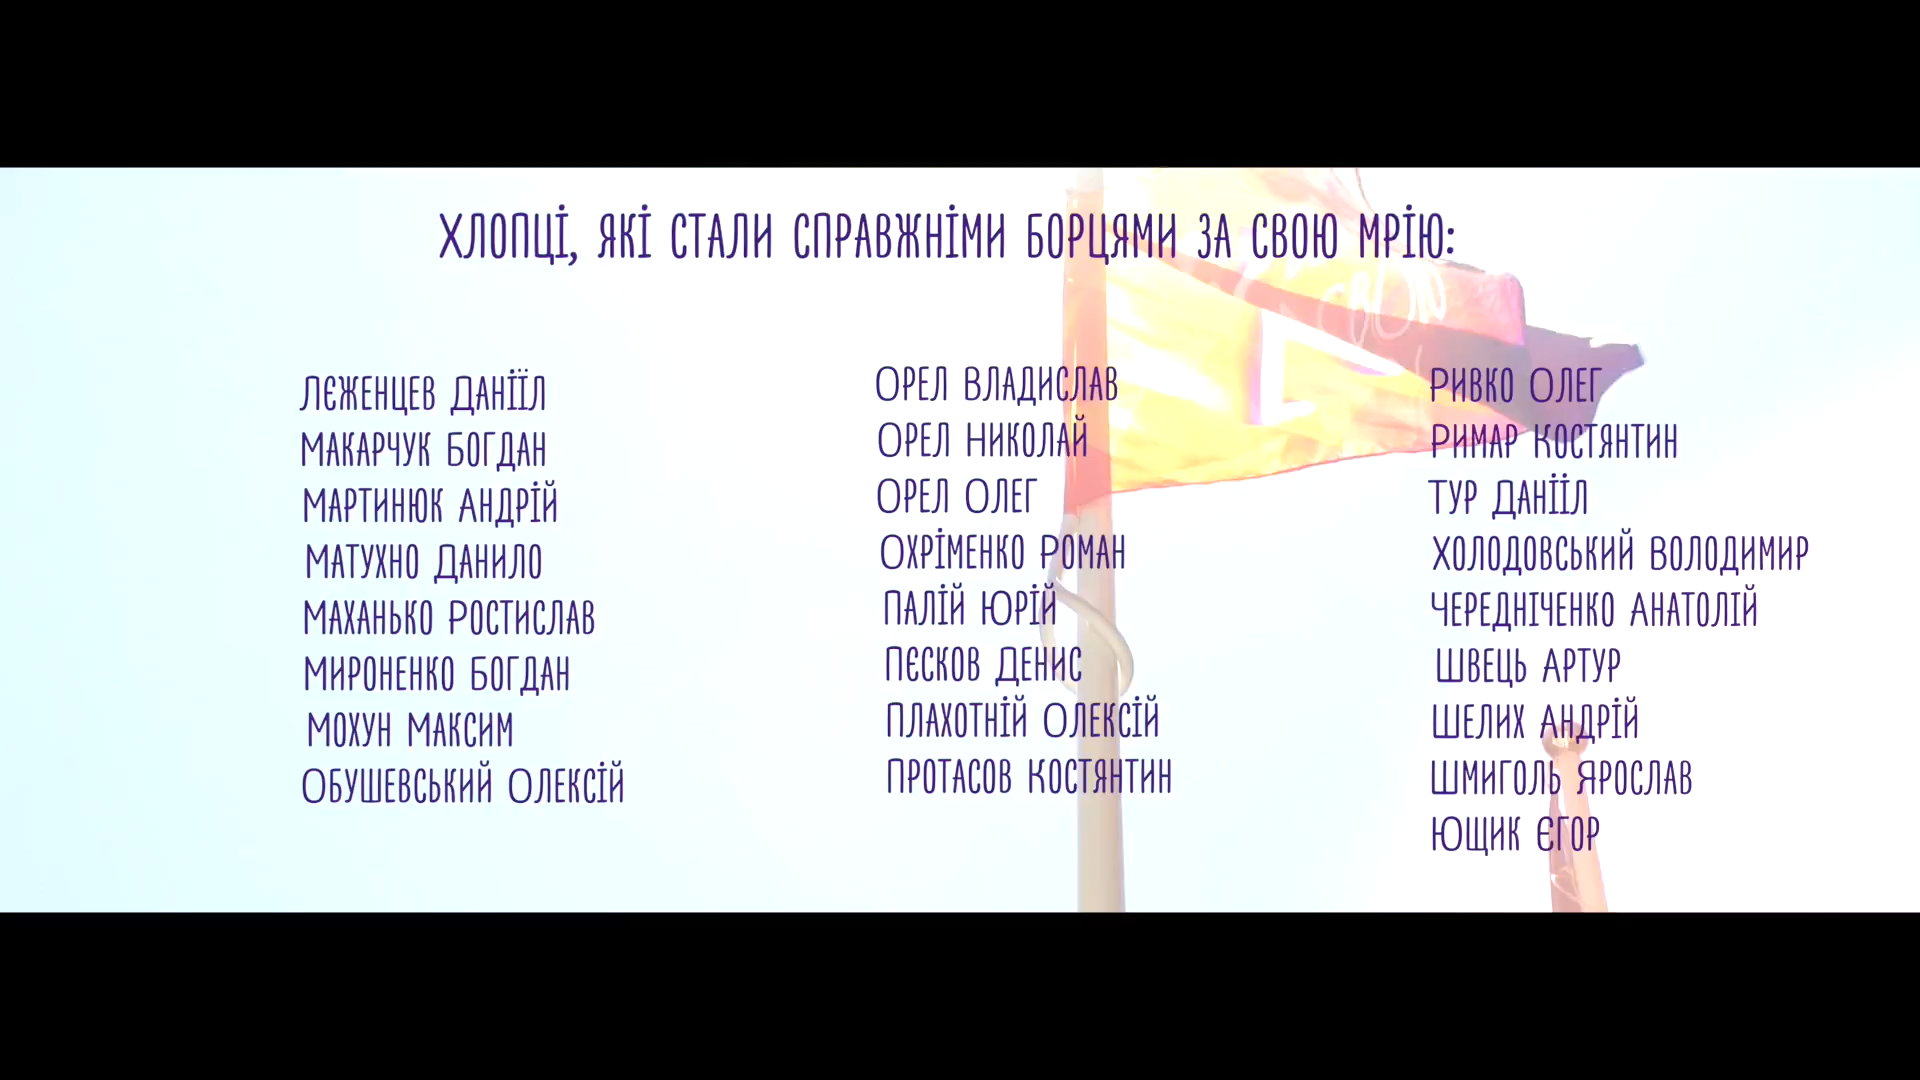 ХЛОПЦІ, ЯКІ СТАЛИ СПРАВЖНІМИ БОРЦЯМИ ЗА СВОЮ МРІЮ:
ЛЄЖЕНЦЕВ ДАНІЇЛ
МАКАРЧУК БОГДАН
МАРТИНЮК АНДРІЙ
МАТУХНО ДАНИЛО
МАХАНЬКО РОСТИСЛАВ
МИРОНЕНКО БОГДАН
МОХУН МАКСИМ
ОБУШЕВСЬКИЙ ОЛЕКСІЙ
ОРЕЛ ВЛАДИСЛАВ
ОРЕЛ НИКОЛАЙ
ОРЕЛ ОЛЕГ
ОХРІМЕНКО РОМАН
ПАЛІЙ ЮРІЙ
ПЄСКОВ ДЕНИС
ПЛАХОТНІЙ ОЛЕКСІЙ
ПРОТАСОВ КОСТЯНТИН
РИВКО ОЛЕГ
РИМАР КОСТЯНТИН
ТУР ДАНІЇЛ
ХОЛОДОВСЬКИЙ ВОЛОДИМИР
ЧЕРЕДНІЧЕНКО АНАТОЛІЙ
ШВЕЦЬ АРТУР
ШЕЛИХ АНДРІЙ
ШМИГОЛЬ ЯРОСЛАВ
ЮЩИК ЄГОР